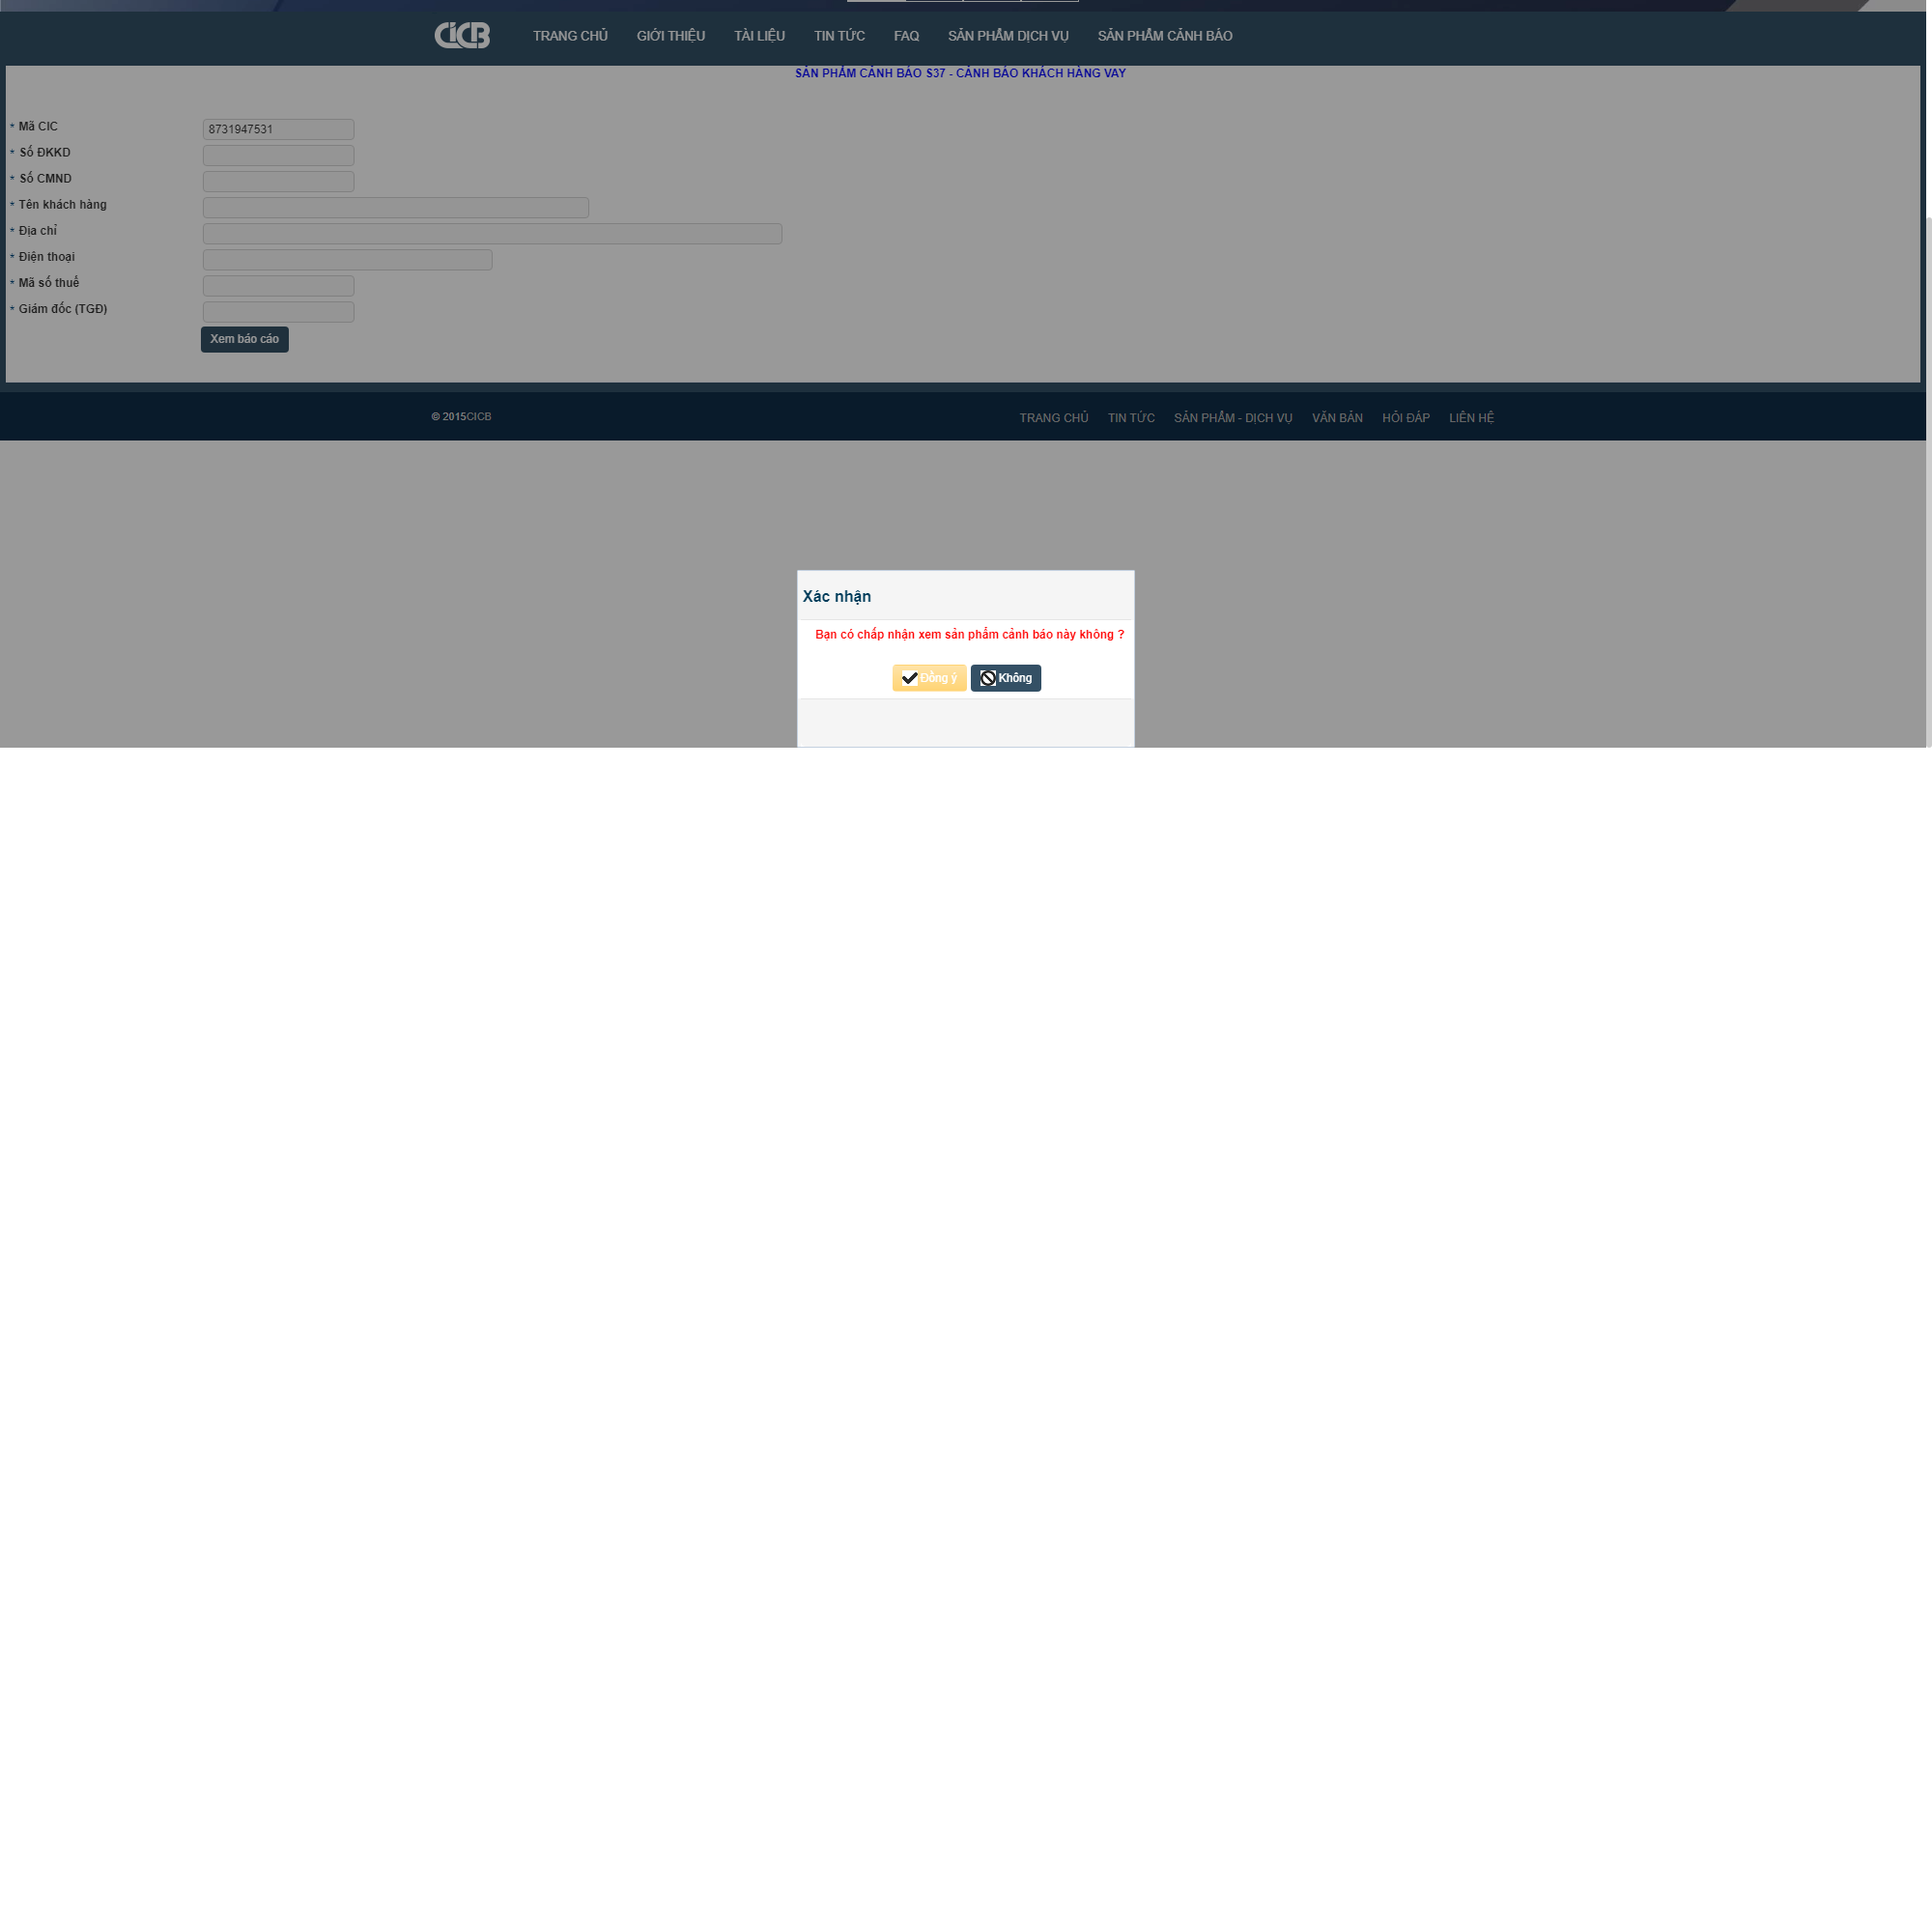 CiCB TRANG CHỦ GIỚI THIỆU TÀI LIỆU TIN TỨC FAQ SẢN PHẨM DỊCH VỤ SẢN PHẨM CẢNH BÁO
SẢN PHẨM CẢNH BÁO S37 - CẢNH BÁO KHÁCH HÀNG VAY
* Mã CIC 8731947531
* Số ĐKKD
* Số CMND
* Tên khách hàng
* Địa chỉ
* Điện thoại
* Mã số thuế
* Giám đốc (TGĐ)
Xem báo cáo
© 2015CICB TRANG CHỦ TIN TỨC SẢN PHẨM - DỊCH VỤ VĂN BẢN HỎI ĐÁP LIÊN HỆ
Xác nhận
Bạn có chấp nhận xem sản phẩm cảnh báo này không ?
Đồng ý Không